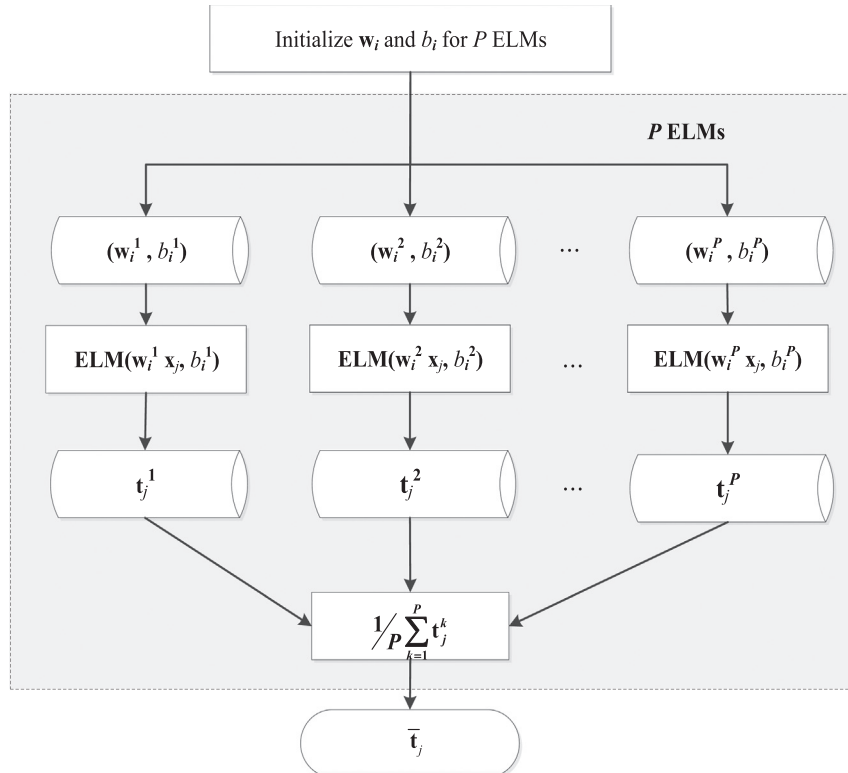 Initialize wᵢ and bᵢ for P ELMs
P ELMs
(wᵢ¹ , bᵢ¹) (wᵢ² , bᵢ²) ... (wᵢᴾ , bᵢᴾ)
ELM(wᵢ¹ xⱼ, bᵢ¹) ELM(wᵢ² xⱼ, bᵢ²) ... ELM(wᵢᴾ xⱼ, bᵢᴾ)
tⱼ¹ tⱼ² ... tⱼᴾ
1/P ∑ₖ₌₁ᴾ tⱼᵏ
t̄ⱼ